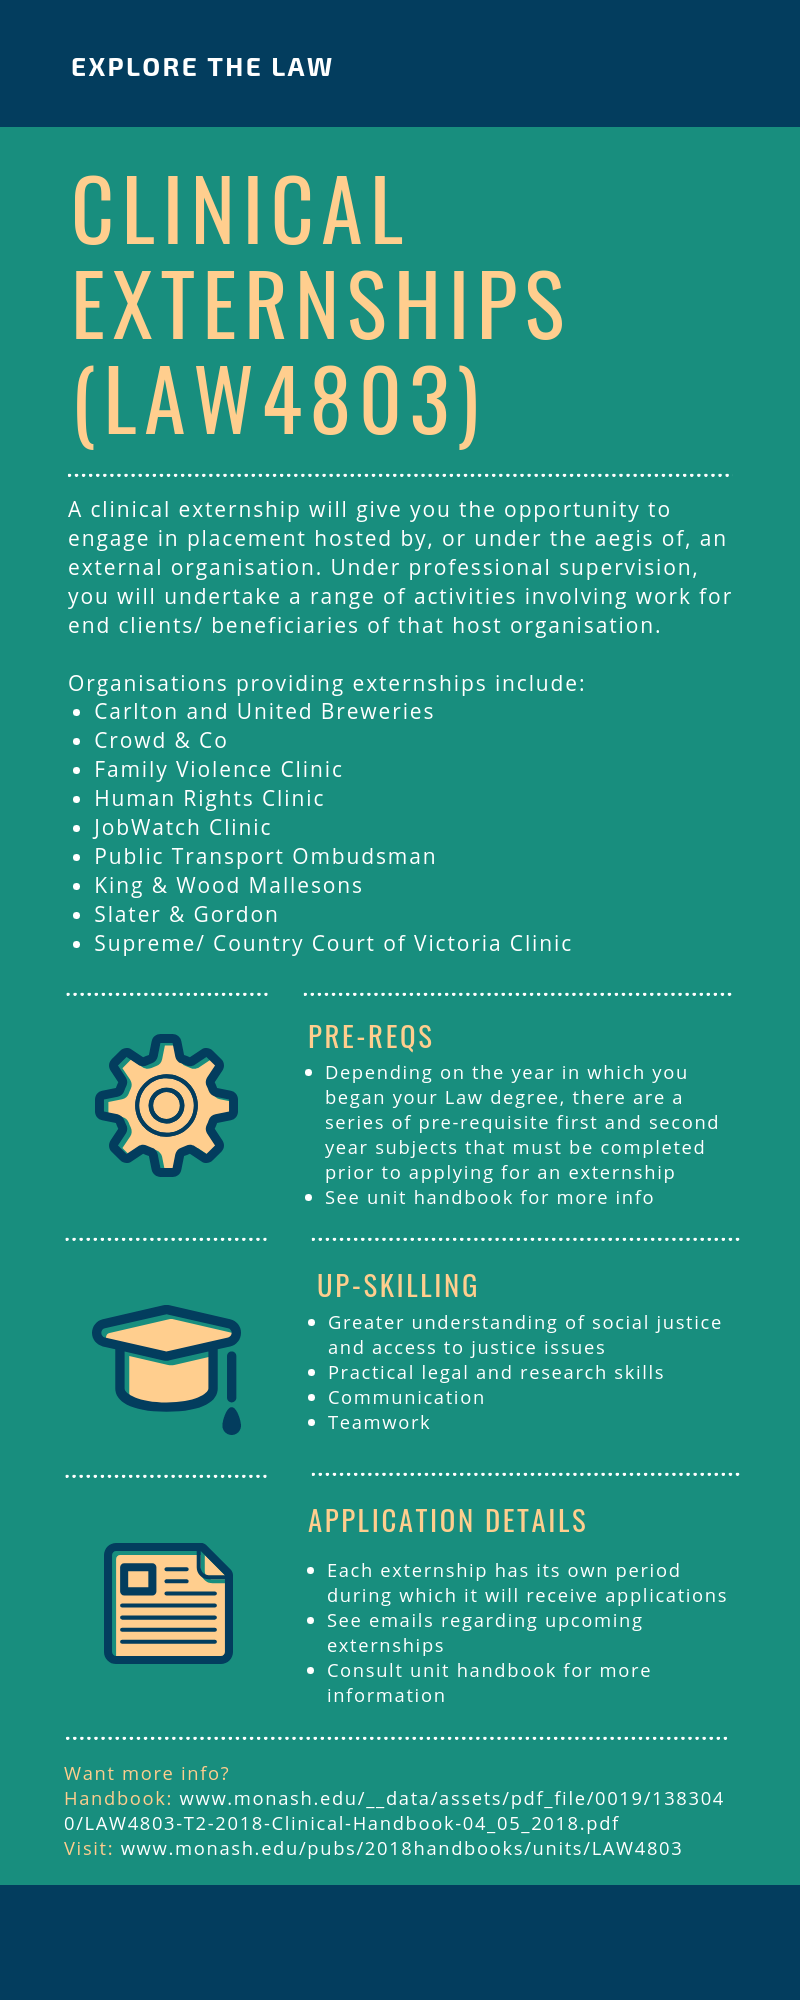 EXPLORE THE LAW
CLINICAL
EXTERNSHIPS
(LAW4803)
A clinical externship will give you the opportunity to
engage in placement hosted by, or under the aegis of, an
external organisation. Under professional supervision,
you will undertake a range of activities involving work for
end clients/ beneficiaries of that host organisation.
Organisations providing externships include:
• Carlton and United Breweries
• Crowd & Co
• Family Violence Clinic
• Human Rights Clinic
• JobWatch Clinic
• Public Transport Ombudsman
• King & Wood Mallesons
• Slater & Gordon
• Supreme/ Country Court of Victoria Clinic
PRE-REQS
• Depending on the year in which you
began your Law degree, there are a
series of pre-requisite first and second
year subjects that must be completed
prior to applying for an externship
• See unit handbook for more info
UP-SKILLING
• Greater understanding of social justice
and access to justice issues
• Practical legal and research skills
• Communication
• Teamwork
APPLICATION DETAILS
• Each externship has its own period
during which it will receive applications
• See emails regarding upcoming
externships
• Consult unit handbook for more
information
Want more info?
Handbook: www.monash.edu/__data/assets/pdf_file/0019/138304
0/LAW4803-T2-2018-Clinical-Handbook-04_05_2018.pdf
Visit: www.monash.edu/pubs/2018handbooks/units/LAW4803